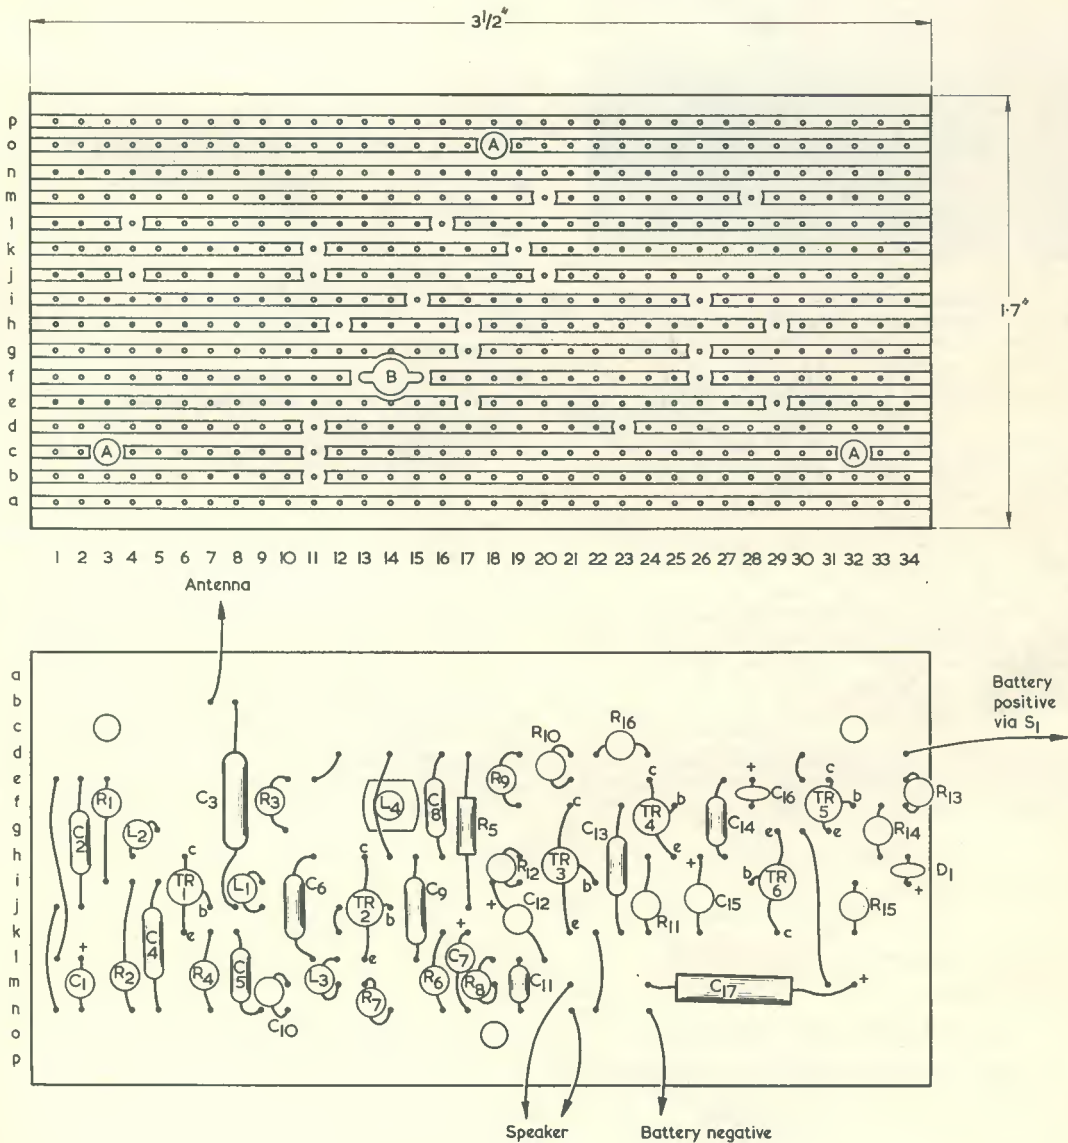 3½"
p
o
n
m
l
k
j
i
h
g
f
e
d
c
b
a
A
B
A
A
1·7"
1 2 3 4 5 6 7 8 9 10 11 12 13 14 15 16 17 18 19 20 21 22 23 24 25 26 27 28 29 30 31 32 33 34
Antenna
a
b
c
d
e
f
g
h
i
j
k
l
m
n
o
p
Battery
positive
via S1
R10
R16
R1
C2
L2
C3
R3
L4
C8
R9
R5
C13
c
TR4
b
e
C14
+
C16
c
TR5
b
e
R13
R14
D1
+
c
TR1
b
e
L1
C6
c
TR2
b
e
C9
R12
+
C12
c
TR3
b
e
R11
+
C15
e
b
TR6
c
R15
+
C1
R2
C4
R4
C5
C10
L3
R7
R6
+
C7
R8
C11
C17
+
Speaker
Battery negative